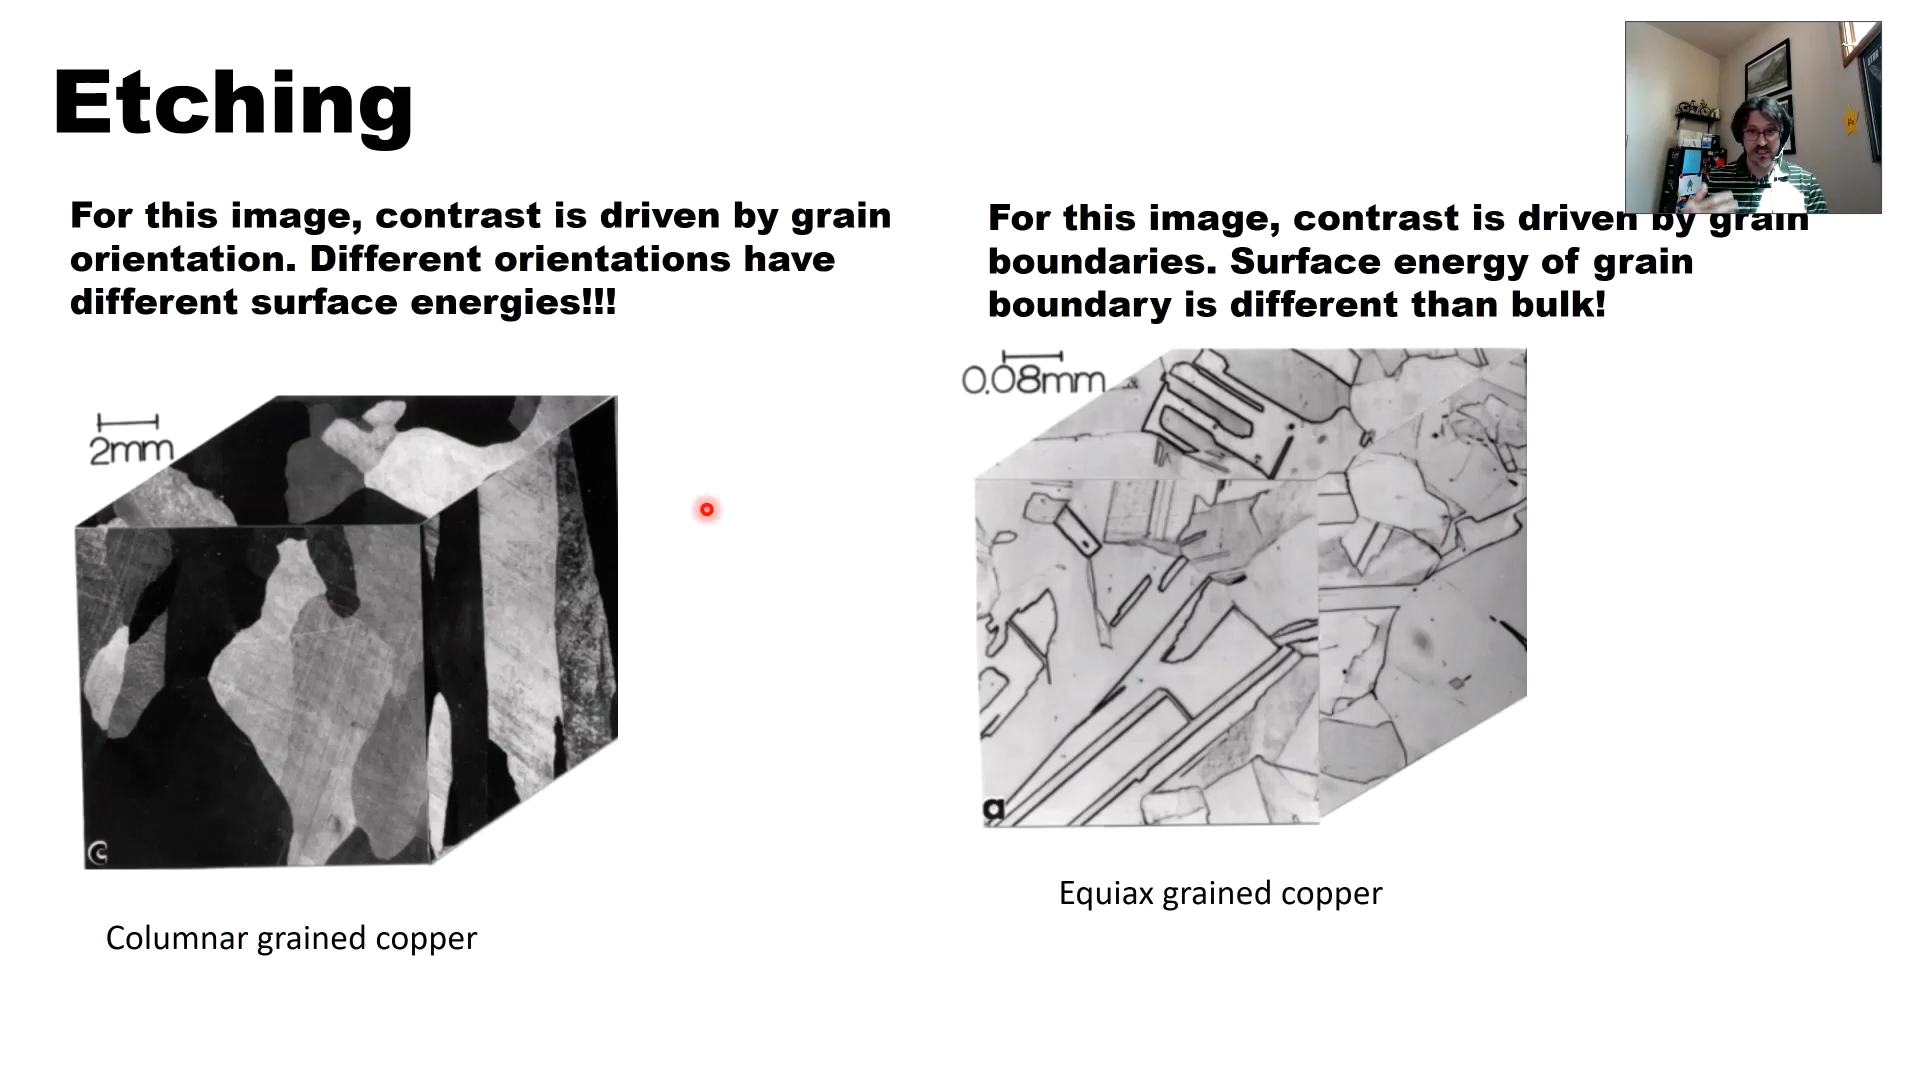 Etching
For this image, contrast is driven by grain
orientation. Different orientations have
different surface energies!!!
For this image, contrast is driven by grain
boundaries. Surface energy of grain
boundary is different than bulk!
2mm
0.08mm
c
a
Columnar grained copper
Equiax grained copper